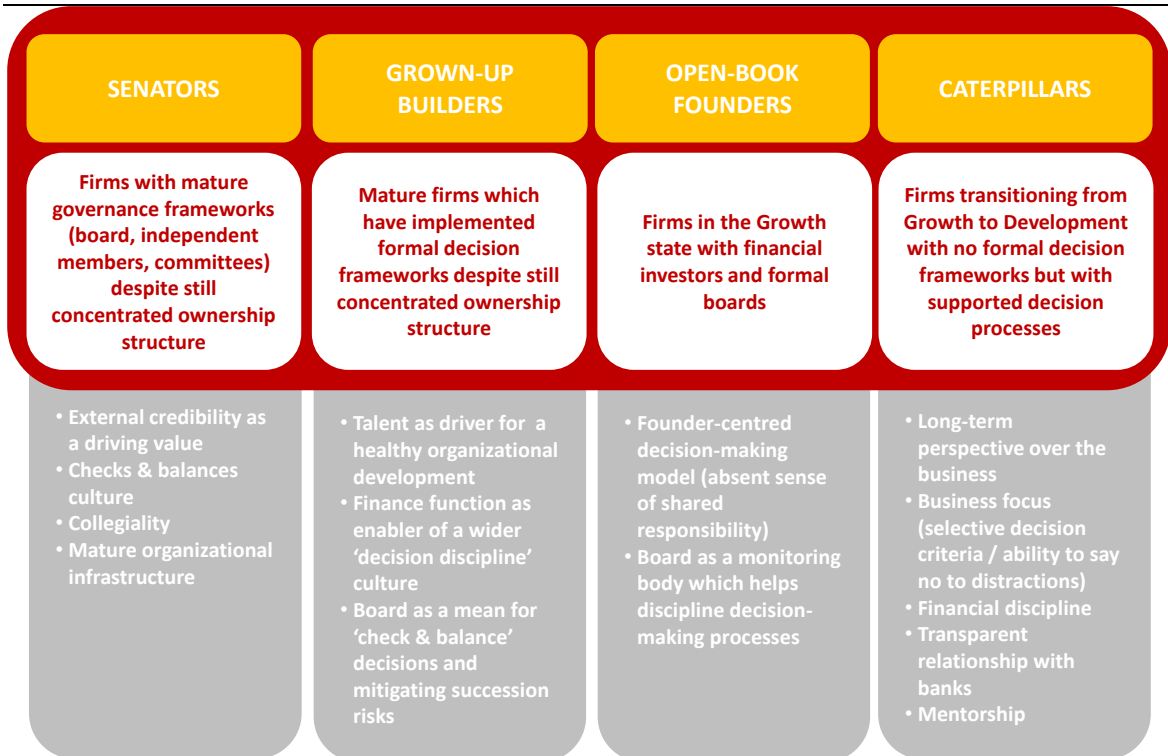 SENATORS
GROWN-UP
BUILDERS
OPEN-BOOK
FOUNDERS
CATERPILLARS
Firms with mature
governance frameworks
(board, independent
members, committees)
despite still
concentrated ownership
structure
Mature firms which
have implemented
formal decision
frameworks despite still
concentrated ownership
structure
Firms in the Growth
state with financial
investors and formal
boards
Firms transitioning from
Growth to Development
with no formal decision
frameworks but with
supported decision
processes
• External credibility as
a driving value
• Checks & balances
culture
• Collegiality
• Mature organizational
infrastructure
• Talent as driver for a
healthy organizational
development
• Finance function as
enabler of a wider
‘decision discipline’
culture
• Board as a mean for
‘check & balance’
decisions and
mitigating succession
risks
• Founder-centred
decision-making
model (absent sense
of shared
responsibility)
• Board as a monitoring
body which helps
discipline decision-
making processes
• Long-term
perspective over the
business
• Business focus
(selective decision
criteria / ability to say
no to distractions)
• Financial discipline
• Transparent
relationship with
banks
• Mentorship